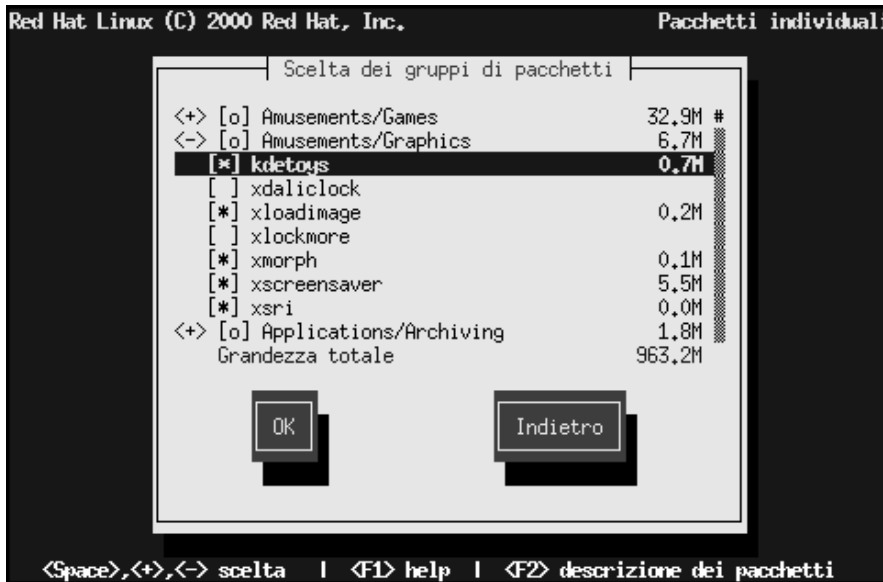 Red Hat Linux (C) 2000 Red Hat, Inc. Pacchetti individuali
Scelta dei gruppi di pacchetti
<+> [o] Amusements/Games 32.9M #
<-> [o] Amusements/Graphics 6.7M
[*] kdetoys 0.7M
[ ] xdaliclock
[*] xloadimage 0.2M
[ ] xlockmore
[*] xmorph 0.1M
[*] xscreensaver 5.5M
[*] xsri 0.0M
<+> [o] Applications/Archiving 1.8M
Grandezza totale 963.2M
OK Indietro
<Space>,<+>,<-> scelta | <F1> help | <F2> descrizione dei pacchetti